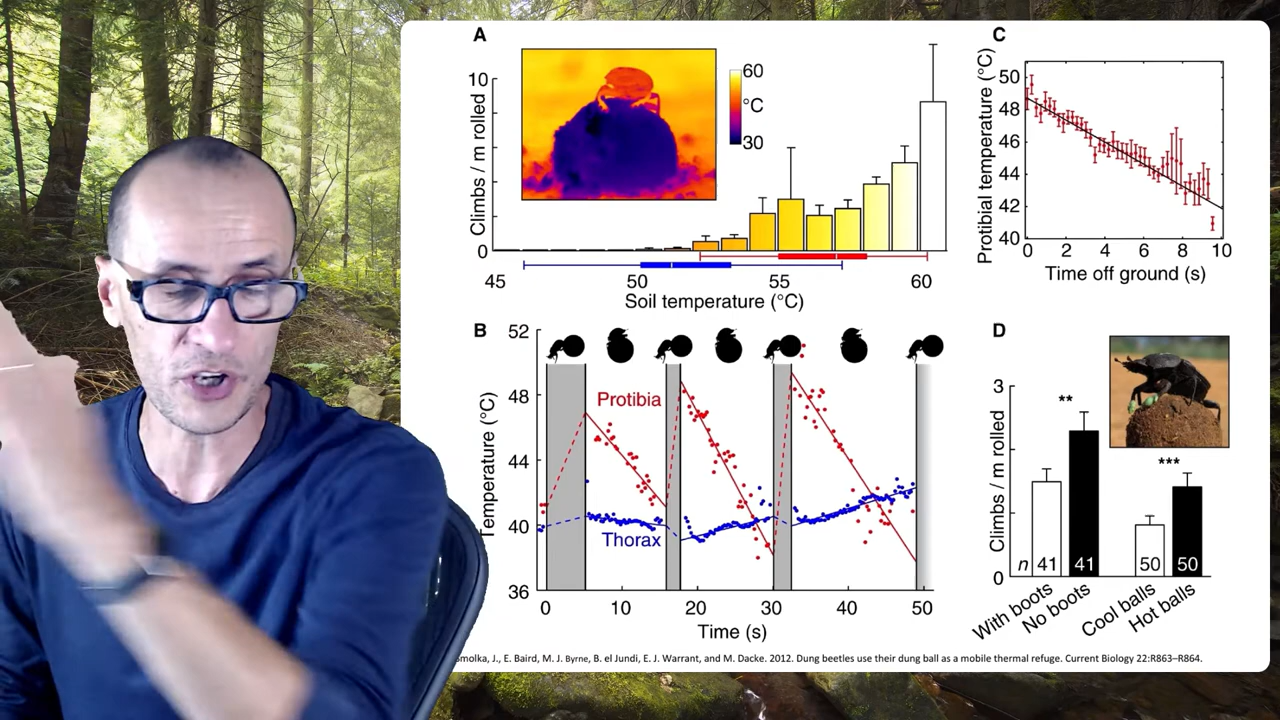 A
10
Climbs / m rolled
0
60
°C
30
45
50
55
60
Soil temperature (°C)
C
Protibial temperature (°C)
50
48
46
44
42
40
0
2
4
6
8
10
Time off ground (s)
B
52
48
44
40
36
Temperature (°C)
Protibia
Thorax
0
10
20
30
40
50
Time (s)
D
3
0
Climbs / m rolled
**
***
n
41
41
50
50
With boots
No boots
Cool balls
Hot balls
Smolka, J., E. Baird, M. J. Byrne, B. el Jundi, E. J. Warrant, and M. Dacke. 2012. Dung beetles use their dung ball as a mobile thermal refuge. Current Biology 22:R863–R864.